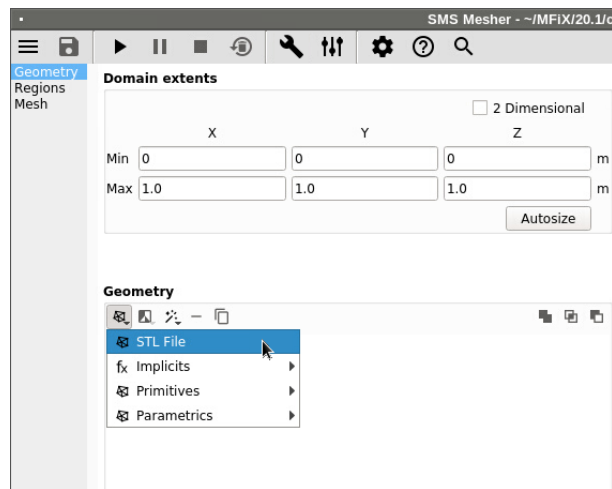 SMS Mesher - ~/MFiX/20.1/
Geometry
Regions
Mesh
Domain extents
2 Dimensional
X Y Z
Min 0 0 0 m
Max 1.0 1.0 1.0 m
Autosize
Geometry
STL File
fx Implicits
Primitives
Parametrics